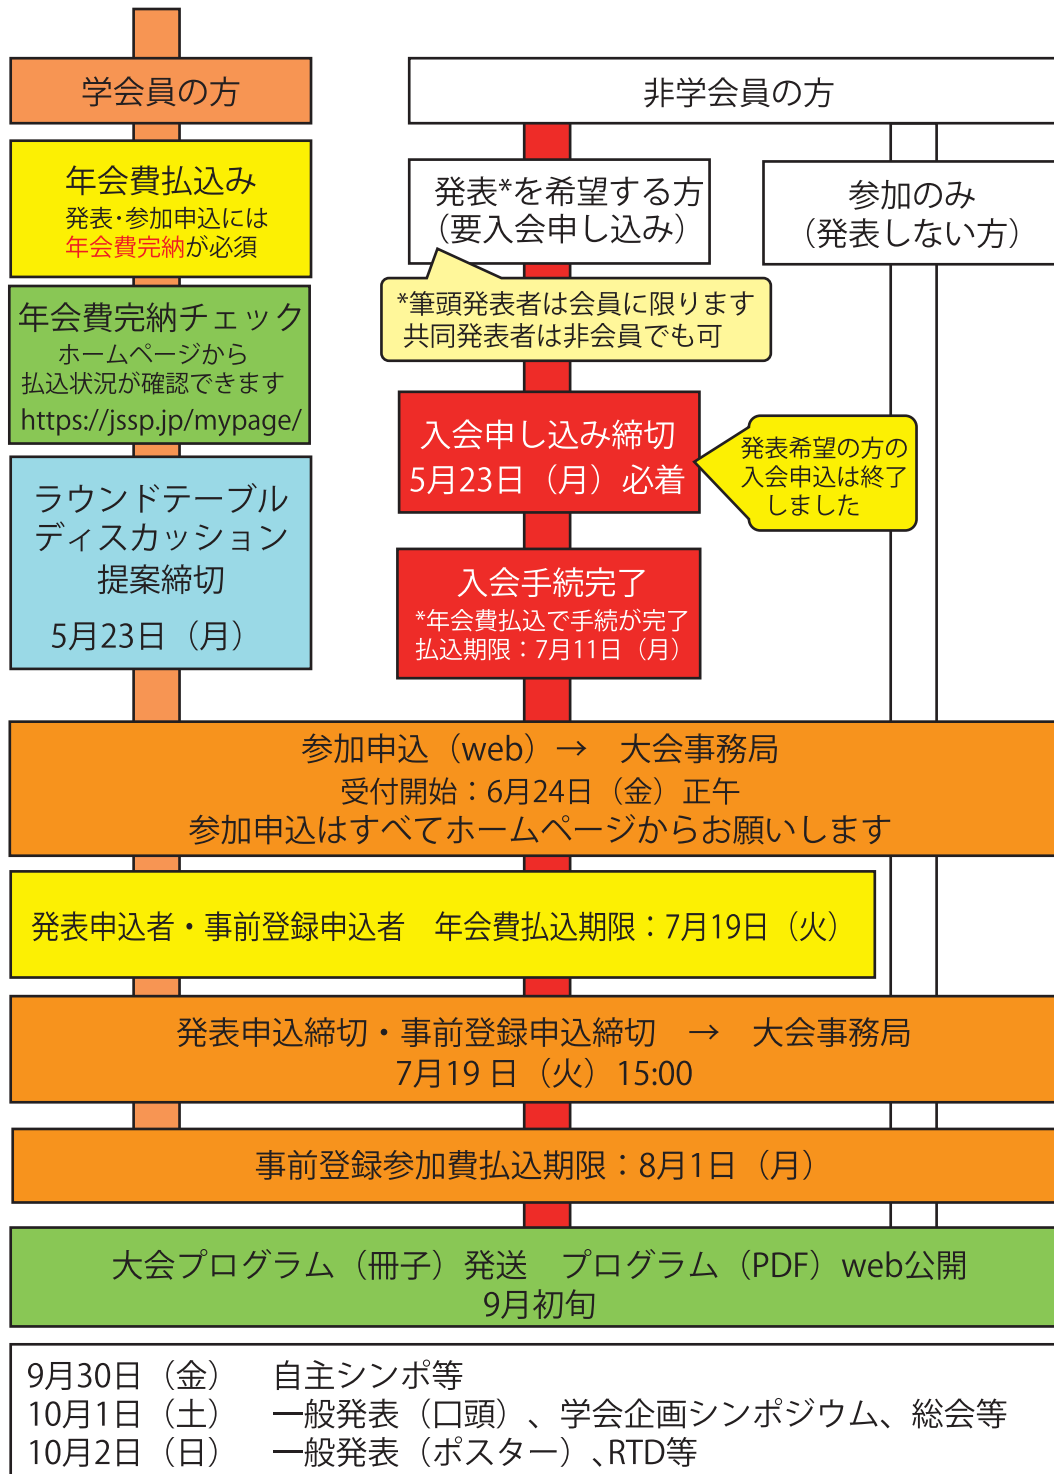 学会員の方
年会費払込み
発表・参加申込には
年会費完納が必須
年会費完納チェック
ホームページから
払込状況が確認できます
https://jssp.jp/mypage/
ラウンドテーブル
ディスカッション
提案締切
5月23日（月）
非学会員の方
発表*を希望する方
（要入会申し込み）
*筆頭発表者は会員に限ります
共同発表者は非会員でも可
入会申し込み締切
5月23日（月）必着
発表希望の方の
入会申込は終了
しました
入会手続完了
*年会費払込で手続が完了
払込期限：7月11日（月）
参加のみ
（発表しない方）
参加申込（web）→　大会事務局
受付開始：6月24日（金）正午
参加申込はすべてホームページからお願いします
発表申込者・事前登録申込者　年会費払込期限：7月19日（火）
発表申込締切・事前登録申込締切　→　大会事務局
7月19 日（火）15:00
事前登録参加費払込期限：8月1日（月）
大会プログラム（冊子）発送　プログラム（PDF）web公開
9月初旬
9月30日（金）　自主シンポ等
10月1日（土）　一般発表（口頭）、学会企画シンポジウム、総会等
10月2日（日）　一般発表（ポスター）、RTD等